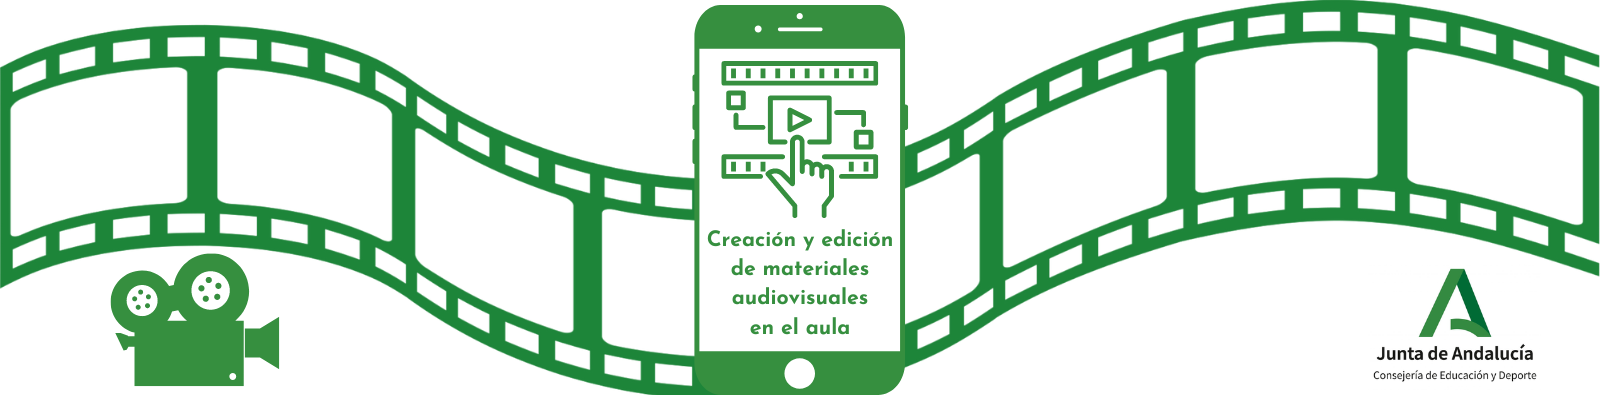 Creación y edición
de materiales
audiovisuales
en el aula
Junta de Andalucía
Consejería de Educación y Deporte